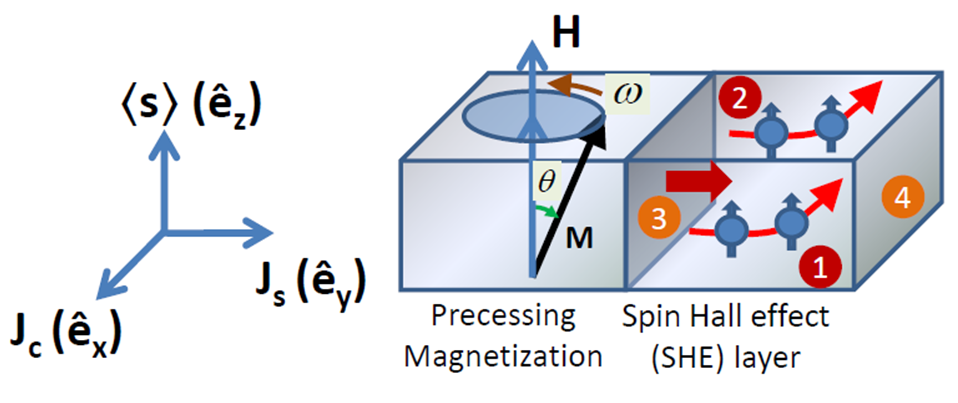 H
⟨s⟩ (ê_z)
ω
2
θ
3
4
M
J_s (ê_y)
1
J_c (ê_x)
Precessing
Magnetization
Spin Hall effect
(SHE) layer